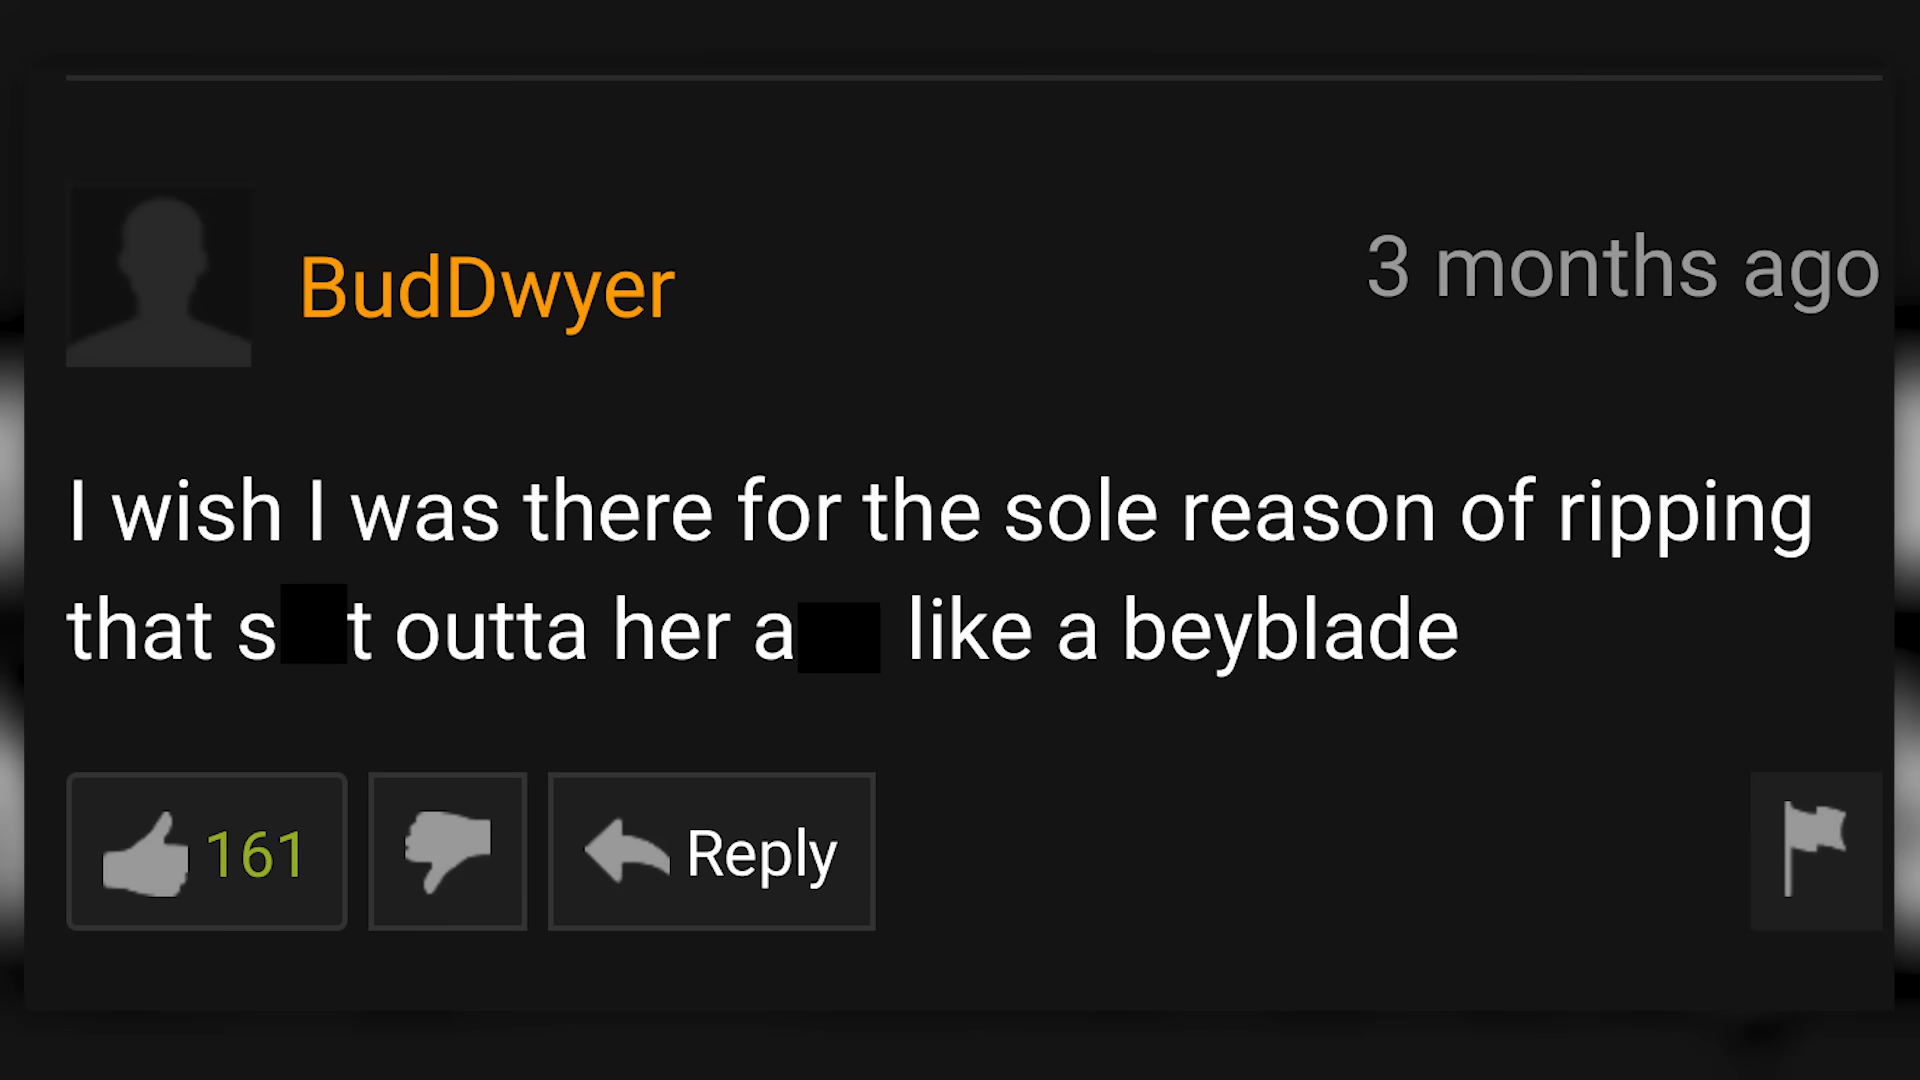 BudDwyer
3 months ago
I wish I was there for the sole reason of ripping
that s t outta her a like a beyblade
161
Reply